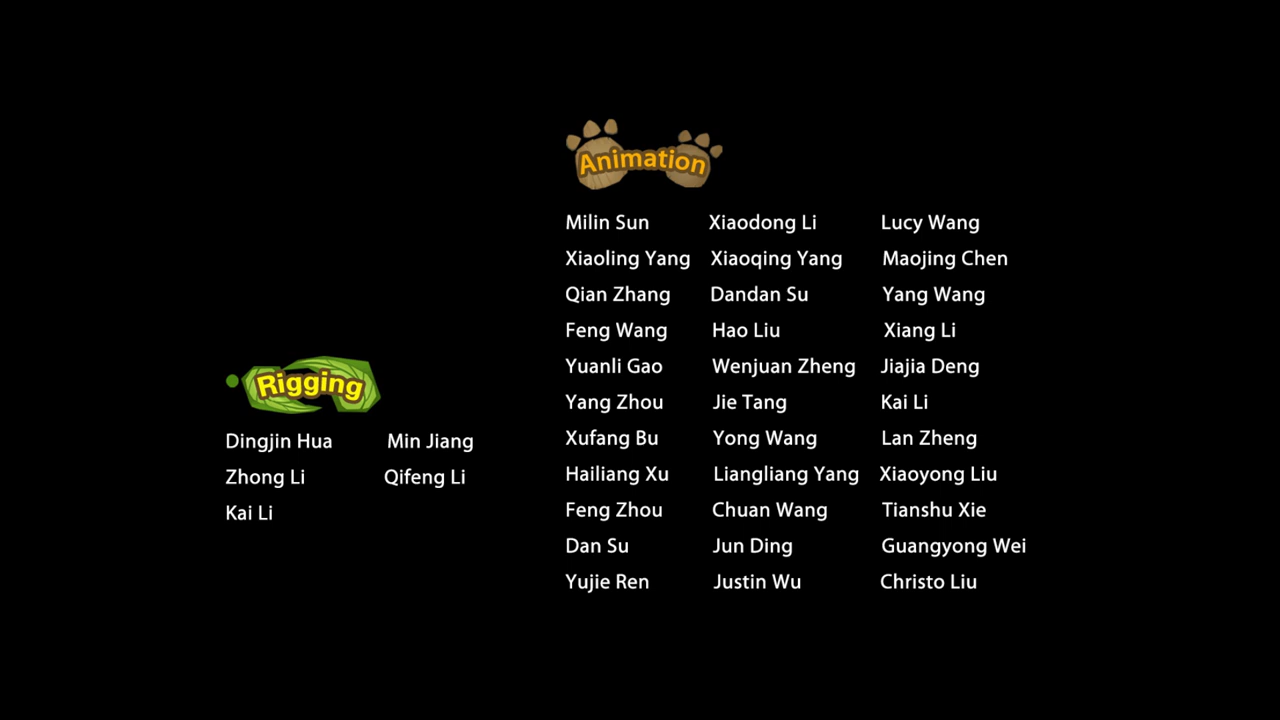 Rigging
Dingjin Hua Min Jiang
Zhong Li Qifeng Li
Kai Li
Animation
Milin Sun Xiaodong Li Lucy Wang
Xiaoling Yang Xiaoqing Yang Maojing Chen
Qian Zhang Dandan Su Yang Wang
Feng Wang Hao Liu Xiang Li
Yuanli Gao Wenjuan Zheng Jiajia Deng
Yang Zhou Jie Tang Kai Li
Xufang Bu Yong Wang Lan Zheng
Hailiang Xu Liangliang Yang Xiaoyong Liu
Feng Zhou Chuan Wang Tianshu Xie
Dan Su Jun Ding Guangyong Wei
Yujie Ren Justin Wu Christo Liu